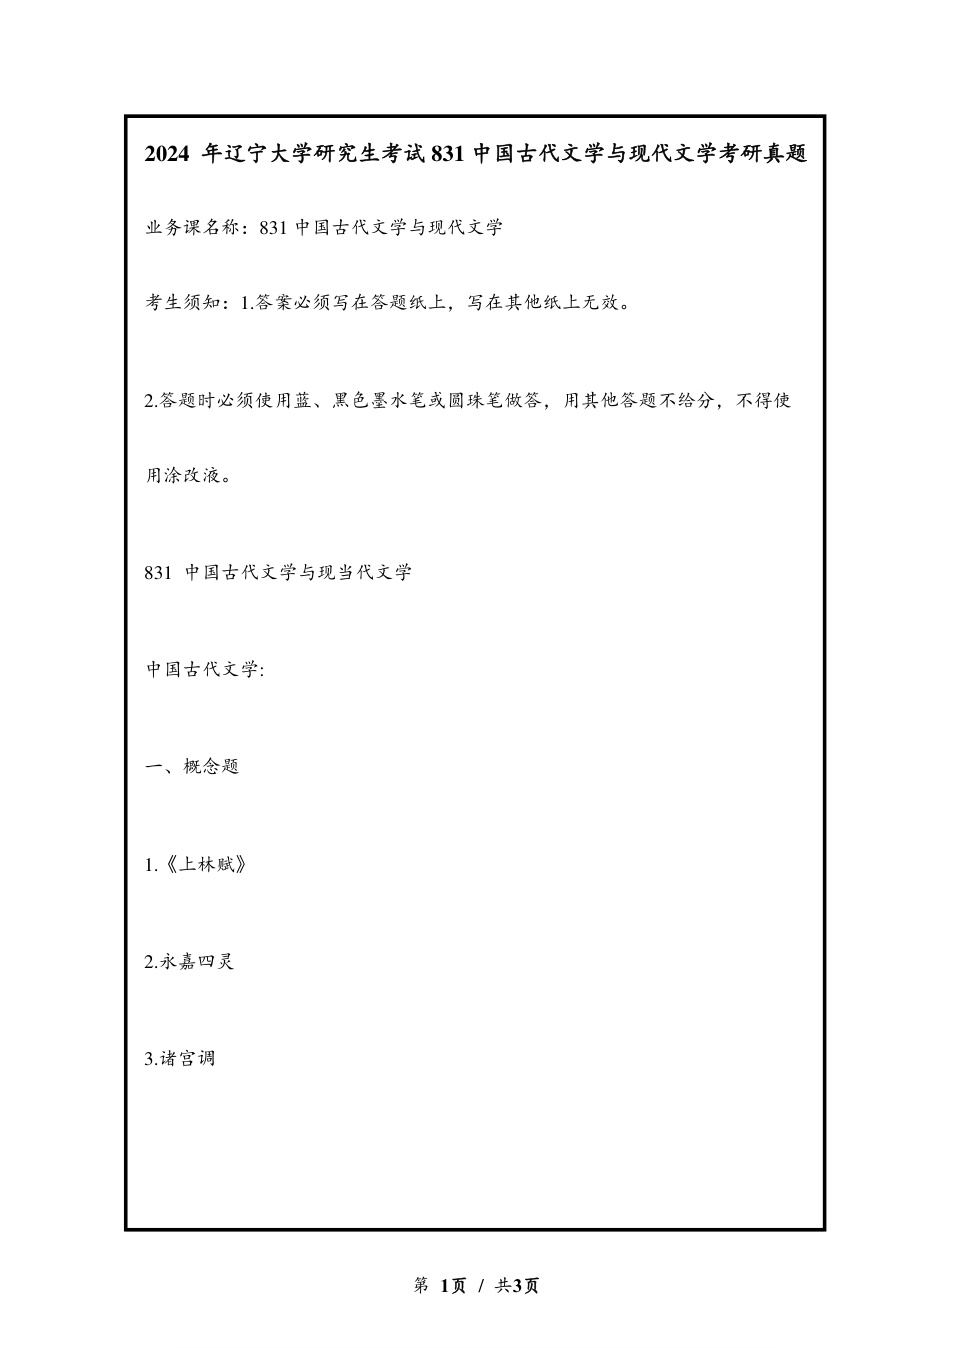 2024 年辽宁大学研究生考试 831 中国古代文学与现代文学考研真题
业务课名称：831 中国古代文学与现代文学
考生须知：1.答案必须写在答题纸上，写在其他纸上无效。
2.答题时必须使用蓝、黑色墨水笔或圆珠笔做答，用其他答题不给分，不得使
用涂改液。
831 中国古代文学与现当代文学
中国古代文学:
一、概念题
1.《上林赋》
2.永嘉四灵
3.诸宫调
第 1页 / 共3页